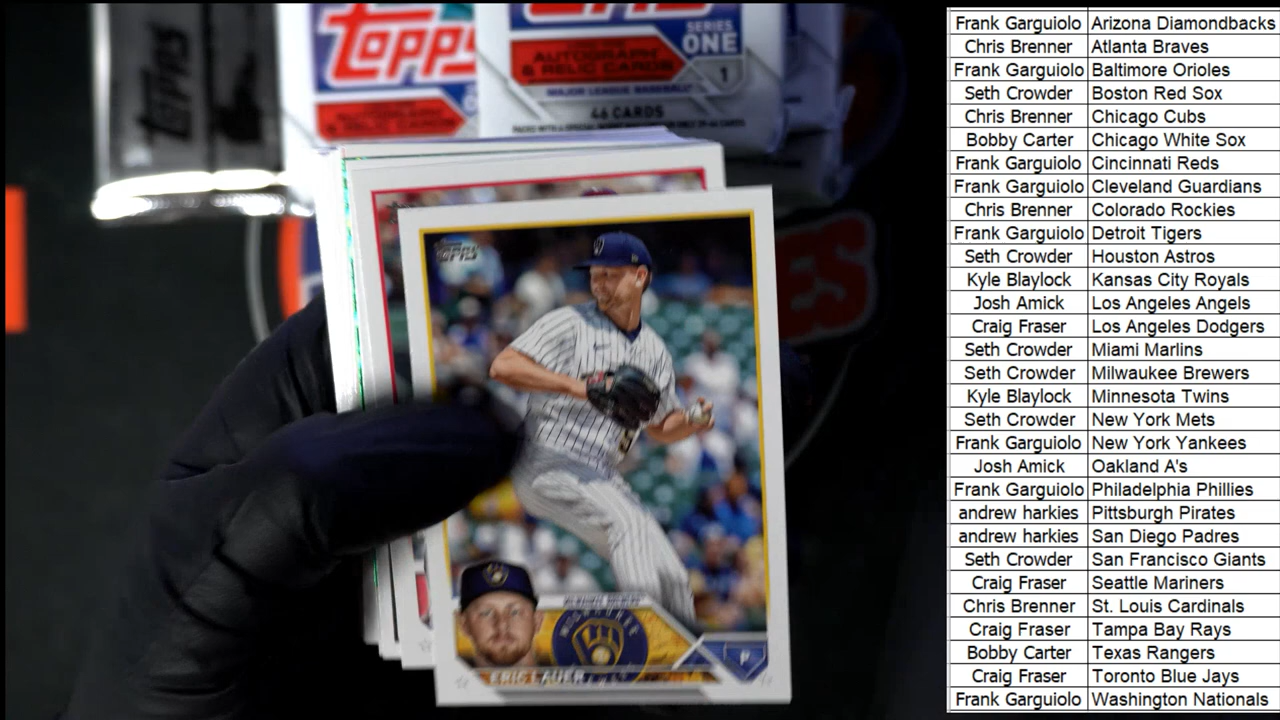 Topps
SERIES
ONE
AUTOGRAPH
& RELIC CARDS
1
MAJOR LEAGUE BASEBALL
46 CARDS
TOPPS
ERIC LAUER
P
Frank Garguiolo Arizona Diamondbacks
Chris Brenner Atlanta Braves
Frank Garguiolo Baltimore Orioles
Seth Crowder Boston Red Sox
Chris Brenner Chicago Cubs
Bobby Carter Chicago White Sox
Frank Garguiolo Cincinnati Reds
Frank Garguiolo Cleveland Guardians
Chris Brenner Colorado Rockies
Frank Garguiolo Detroit Tigers
Seth Crowder Houston Astros
Kyle Blaylock Kansas City Royals
Josh Amick Los Angeles Angels
Craig Fraser Los Angeles Dodgers
Seth Crowder Miami Marlins
Seth Crowder Milwaukee Brewers
Kyle Blaylock Minnesota Twins
Seth Crowder New York Mets
Frank Garguiolo New York Yankees
Josh Amick Oakland A's
Frank Garguiolo Philadelphia Phillies
andrew harkies Pittsburgh Pirates
andrew harkies San Diego Padres
Seth Crowder San Francisco Giants
Craig Fraser Seattle Mariners
Chris Brenner St. Louis Cardinals
Craig Fraser Tampa Bay Rays
Bobby Carter Texas Rangers
Craig Fraser Toronto Blue Jays
Frank Garguiolo Washington Nationals